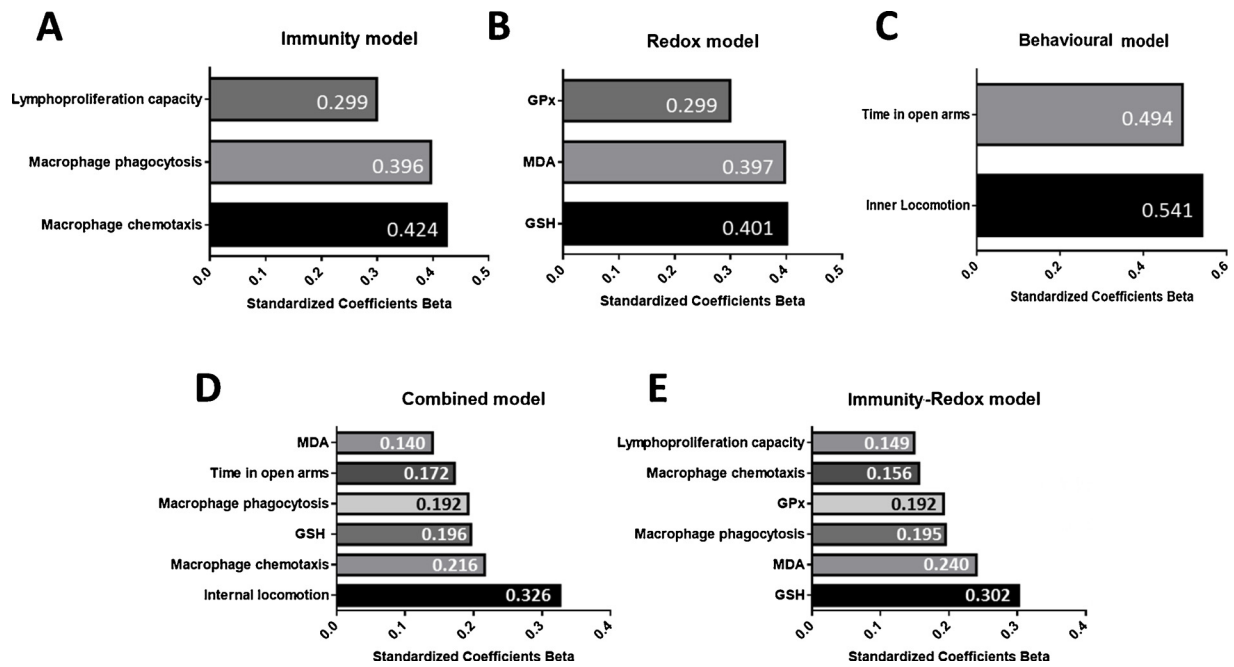 A
Immunity model
Lymphoproliferation capacity
0.299
Macrophage phagocytosis
0.396
Macrophage chemotaxis
0.424
0.0 0.1 0.2 0.3 0.4 0.5
Standardized Coefficients Beta
B
Redox model
GPx
0.299
MDA
0.397
GSH
0.401
0.0 0.1 0.2 0.3 0.4 0.5
Standardized Coefficients Beta
C
Behavioural model
Time in open arms
0.494
Inner Locomotion
0.541
0.0 0.2 0.4 0.6
Standardized Coefficients Beta
D
Combined model
MDA
0.140
Time in open arms
0.172
Macrophage phagocytosis
0.192
GSH
0.196
Macrophage chemotaxis
0.216
Internal locomotion
0.326
0.0 0.1 0.2 0.3 0.4
Standardized Coefficients Beta
E
Immunity-Redox model
Lymphoproliferation capacity
0.149
Macrophage chemotaxis
0.156
GPx
0.192
Macrophage phagocytosis
0.195
MDA
0.240
GSH
0.302
0.0 0.1 0.2 0.3 0.4
Standardized Coefficients Beta